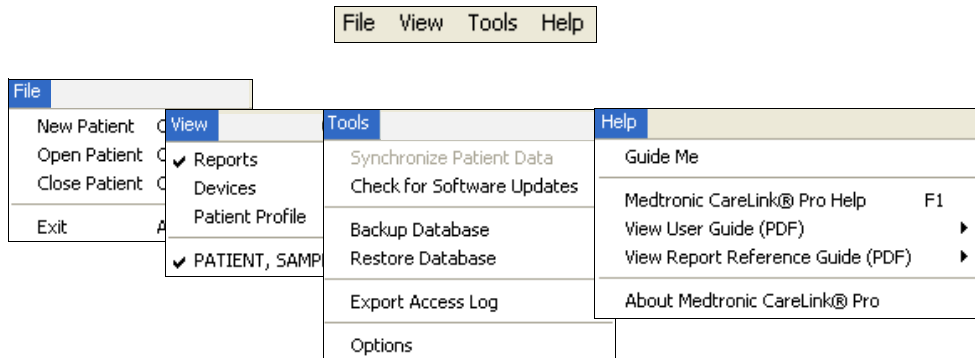 File View Tools Help
File
New Patient
Open Patient
Close Patient
Exit
View
Reports
Devices
Patient Profile
PATIENT,
Tools
Synchronize Patient Data
Check for Software Updates
Backup Database
Restore Database
Export Access Log
Options
Help
Guide Me
Medtronic CareLink® Pro Help F1
View User Guide (PDF)
View Report Reference Guide (PDF)
About Medtronic CareLink® Pro